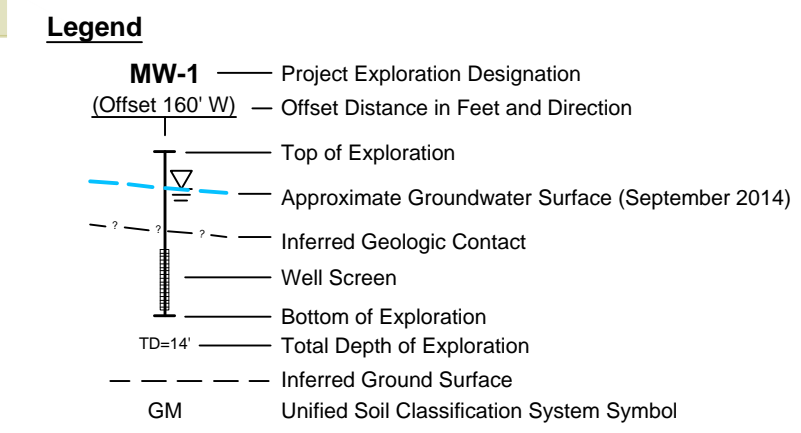 Legend
MW-1 Project Exploration Designation
(Offset 160' W) Offset Distance in Feet and Direction
Top of Exploration
Approximate Groundwater Surface (September 2014)
? ? ? Inferred Geologic Contact
Well Screen
Bottom of Exploration
TD=14' Total Depth of Exploration
Inferred Ground Surface
GM Unified Soil Classification System Symbol